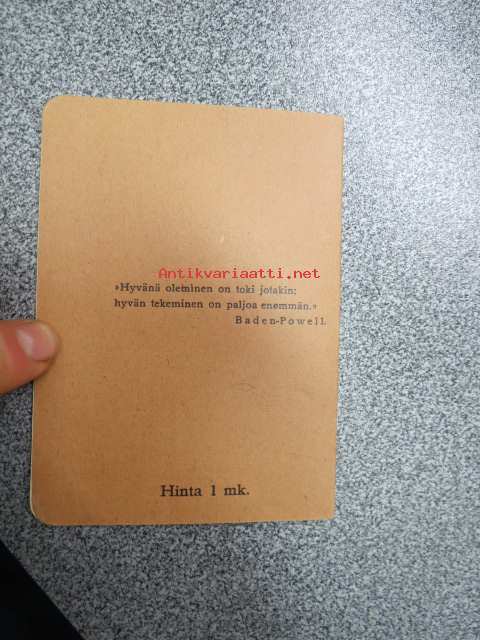 Antikvariaatti.net
»Hyvänä oleminen on toki jotakin;
hyvän tekeminen on paljoa enemmän.»
Baden-Powell.
Hinta 1 mk.